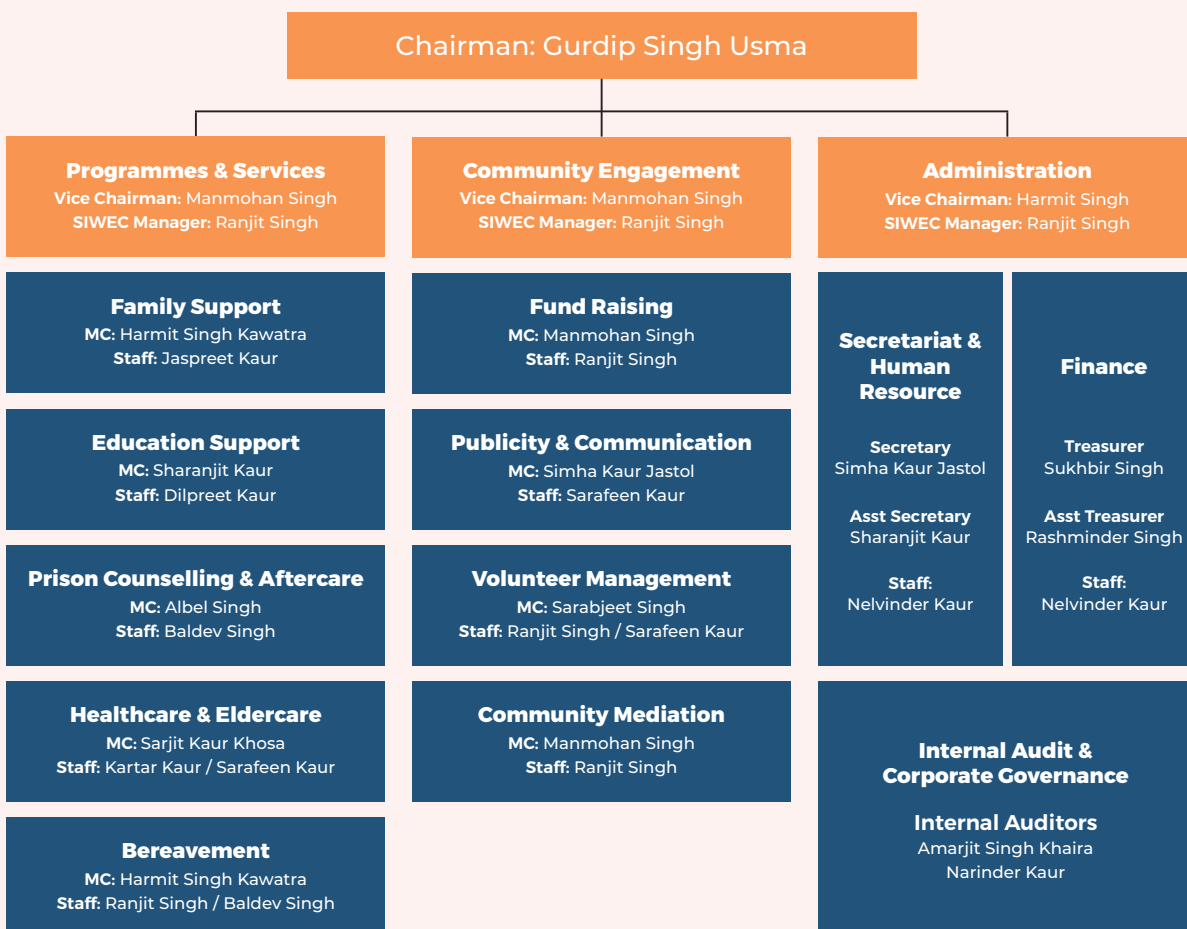 Chairman: Gurdip Singh Usma
Programmes & Services
Vice Chairman: Manmohan Singh
SIWEC Manager: Ranjit Singh
Family Support
MC: Harmit Singh Kawatra
Staff: Jaspreet Kaur
Education Support
MC: Sharanjit Kaur
Staff: Dilpreet Kaur
Prison Counselling & Aftercare
MC: Albel Singh
Staff: Baldev Singh
Healthcare & Eldercare
MC: Sarjit Kaur Khosa
Staff: Kartar Kaur / Sarafeen Kaur
Bereavement
MC: Harmit Singh Kawatra
Staff: Ranjit Singh / Baldev Singh
Community Engagement
Vice Chairman: Manmohan Singh
SIWEC Manager: Ranjit Singh
Fund Raising
MC: Manmohan Singh
Staff: Ranjit Singh
Publicity & Communication
MC: Simha Kaur Jastol
Staff: Sarafeen Kaur
Volunteer Management
MC: Sarabjeet Singh
Staff: Ranjit Singh / Sarafeen Kaur
Community Mediation
MC: Manmohan Singh
Staff: Ranjit Singh
Administration
Vice Chairman: Harmit Singh
SIWEC Manager: Ranjit Singh
Secretariat &
Human
Resource
Secretary
Simha Kaur Jastol
Asst Secretary
Sharanjit Kaur
Staff:
Nelvinder Kaur
Finance
Treasurer
Sukhbir Singh
Asst Treasurer
Rashminder Singh
Staff:
Nelvinder Kaur
Internal Audit &
Corporate Governance
Internal Auditors
Amarjit Singh Khaira
Narinder Kaur